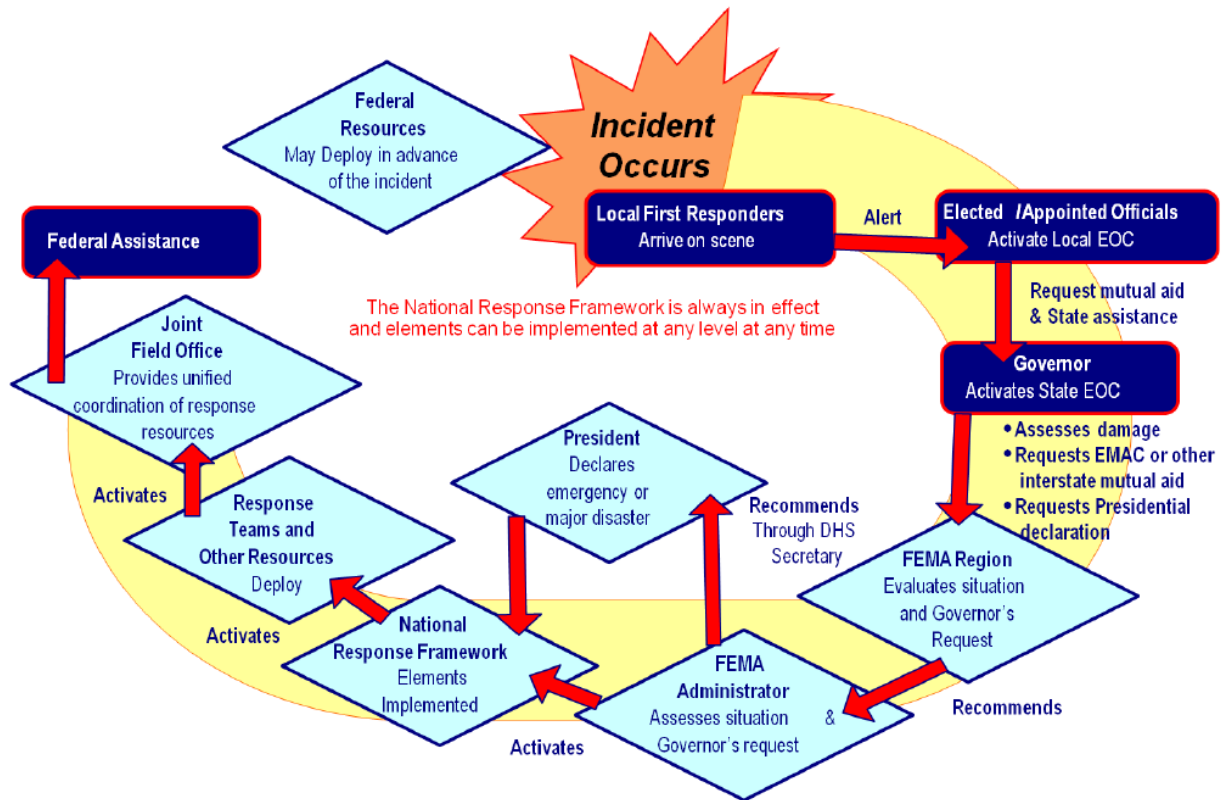 Federal
Resources
May Deploy in advance
of the incident
Incident
Occurs
Local First Responders
Arrive on scene
Alert
Elected /Appointed Officials
Activate Local EOC
Federal Assistance
Request mutual aid
& State assistance
The National Response Framework is always in effect
and elements can be implemented at any level at any time
Governor
Activates State EOC
• Assesses damage
• Requests EMAC or other
interstate mutual aid
• Requests Presidential
declaration
FEMA Region
Evaluates situation
and Governor's
Request
Recommends
FEMA
Administrator
Assesses situation &
Governor's request
Recommends
Through DHS
Secretary
President
Declares
emergency or
major disaster
Activates
National
Response Framework
Elements
Implemented
Activates
Response
Teams and
Other Resources
Deploy
Activates
Joint
Field Office
Provides unified
coordination of response
resources